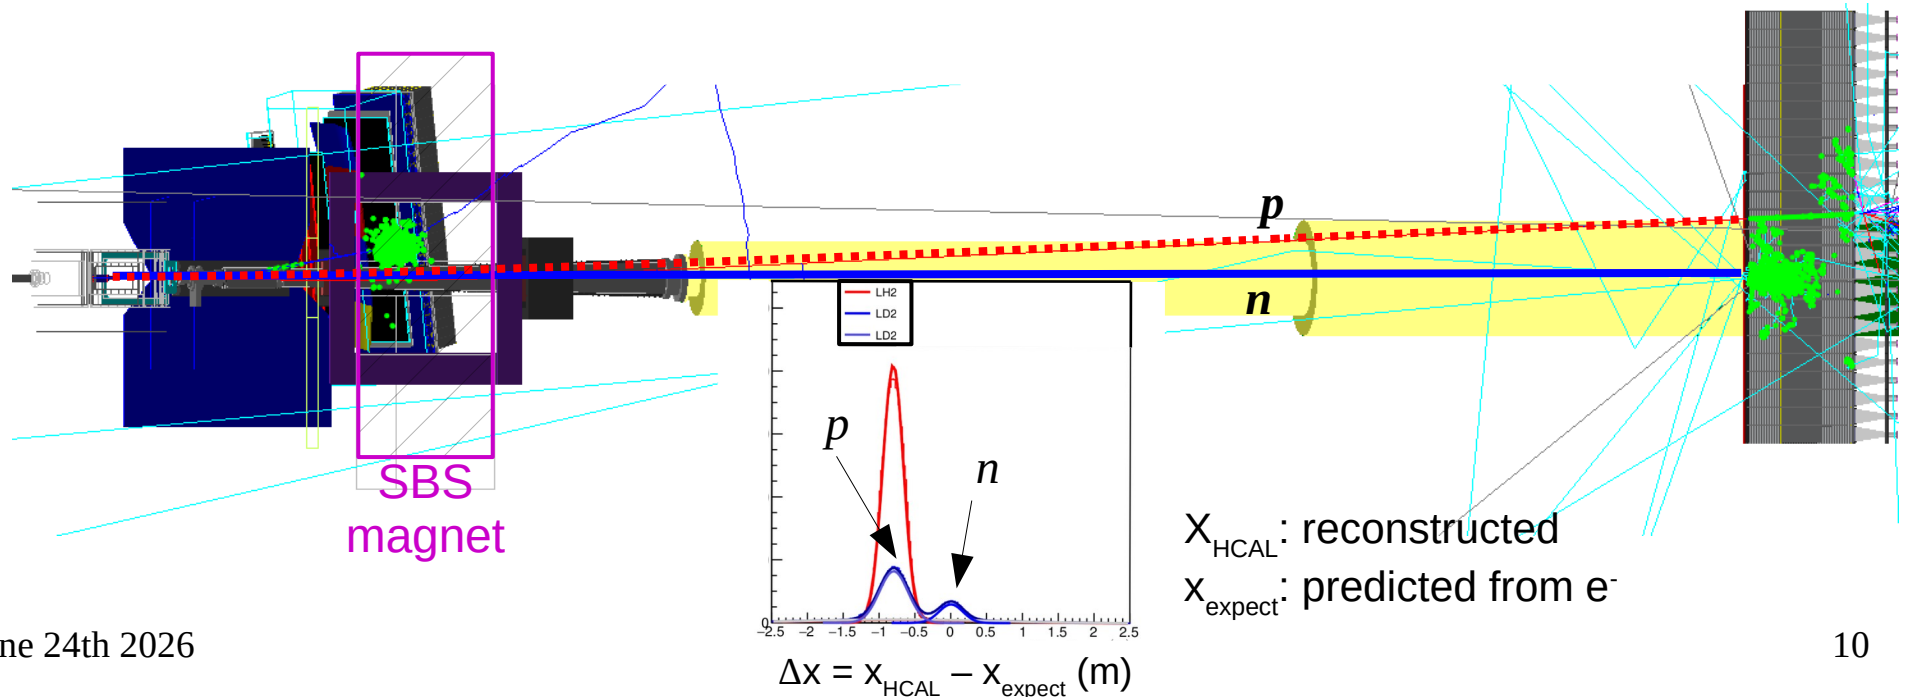 p
n
SBS
magnet
LH2
LD2
LD2
p
n
0
−2.5 −2 −1.5 −1 −0.5 0 0.5 1 1.5 2 2.5
Δx = xHCAL – xexpect (m)
XHCAL: reconstructed
xexpect: predicted from e-
ne 24th 2026
10